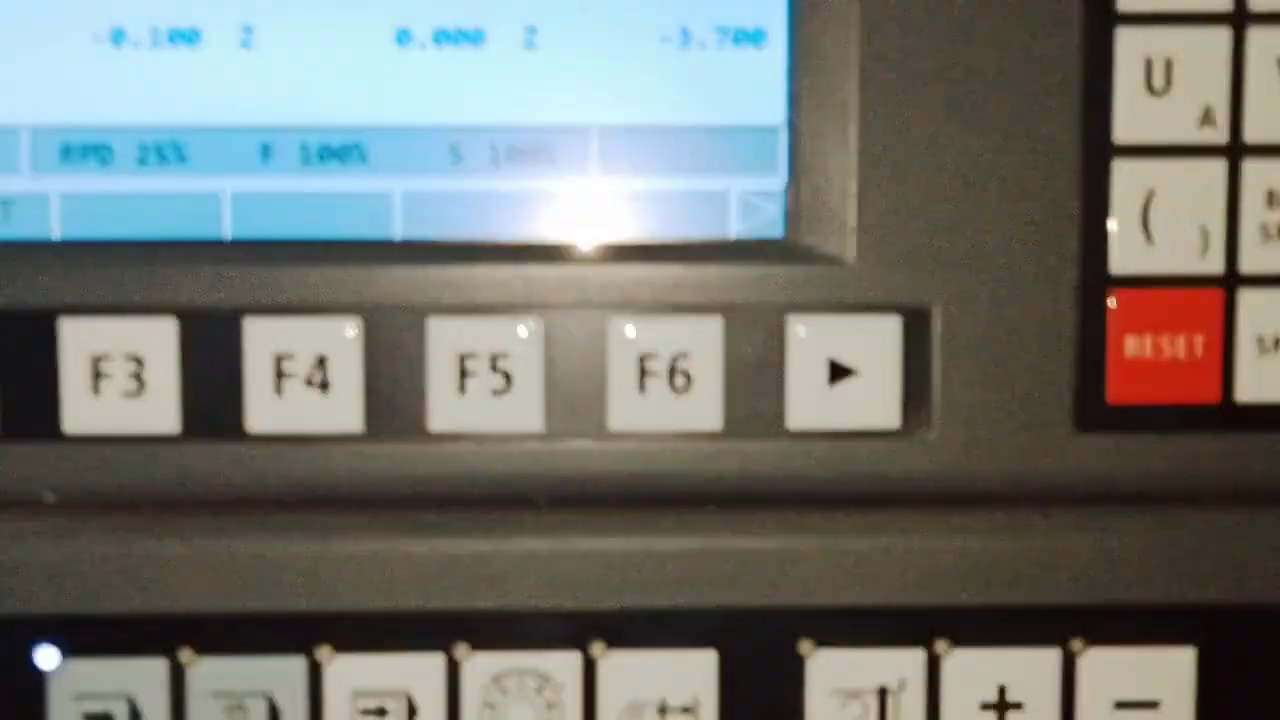 -0.100 Z 0.000 Z -3.700
RPD 25% F 100% S 100%
T
U
A
( )
F3 F4 F5 F6
RESET
+ -